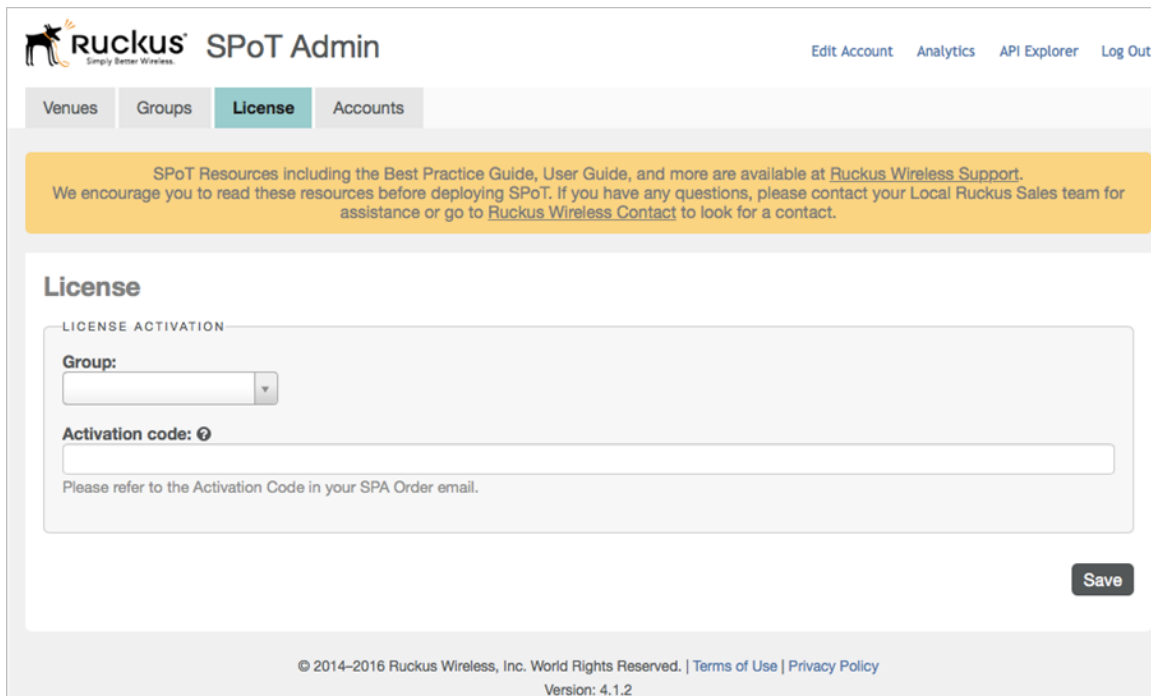 Ruckus SPoT Admin
Simply Better Wireless.
Edit Account Analytics API Explorer Log Out
Venues Groups License Accounts
SPoT Resources including the Best Practice Guide, User Guide, and more are available at Ruckus Wireless Support.
We encourage you to read these resources before deploying SPoT. If you have any questions, please contact your Local Ruckus Sales team for
assistance or go to Ruckus Wireless Contact to look for a contact.
License
LICENSE ACTIVATION
Group:
Activation code: ?
Please refer to the Activation Code in your SPA Order email.
Save
© 2014–2016 Ruckus Wireless, Inc. World Rights Reserved. | Terms of Use | Privacy Policy
Version: 4.1.2